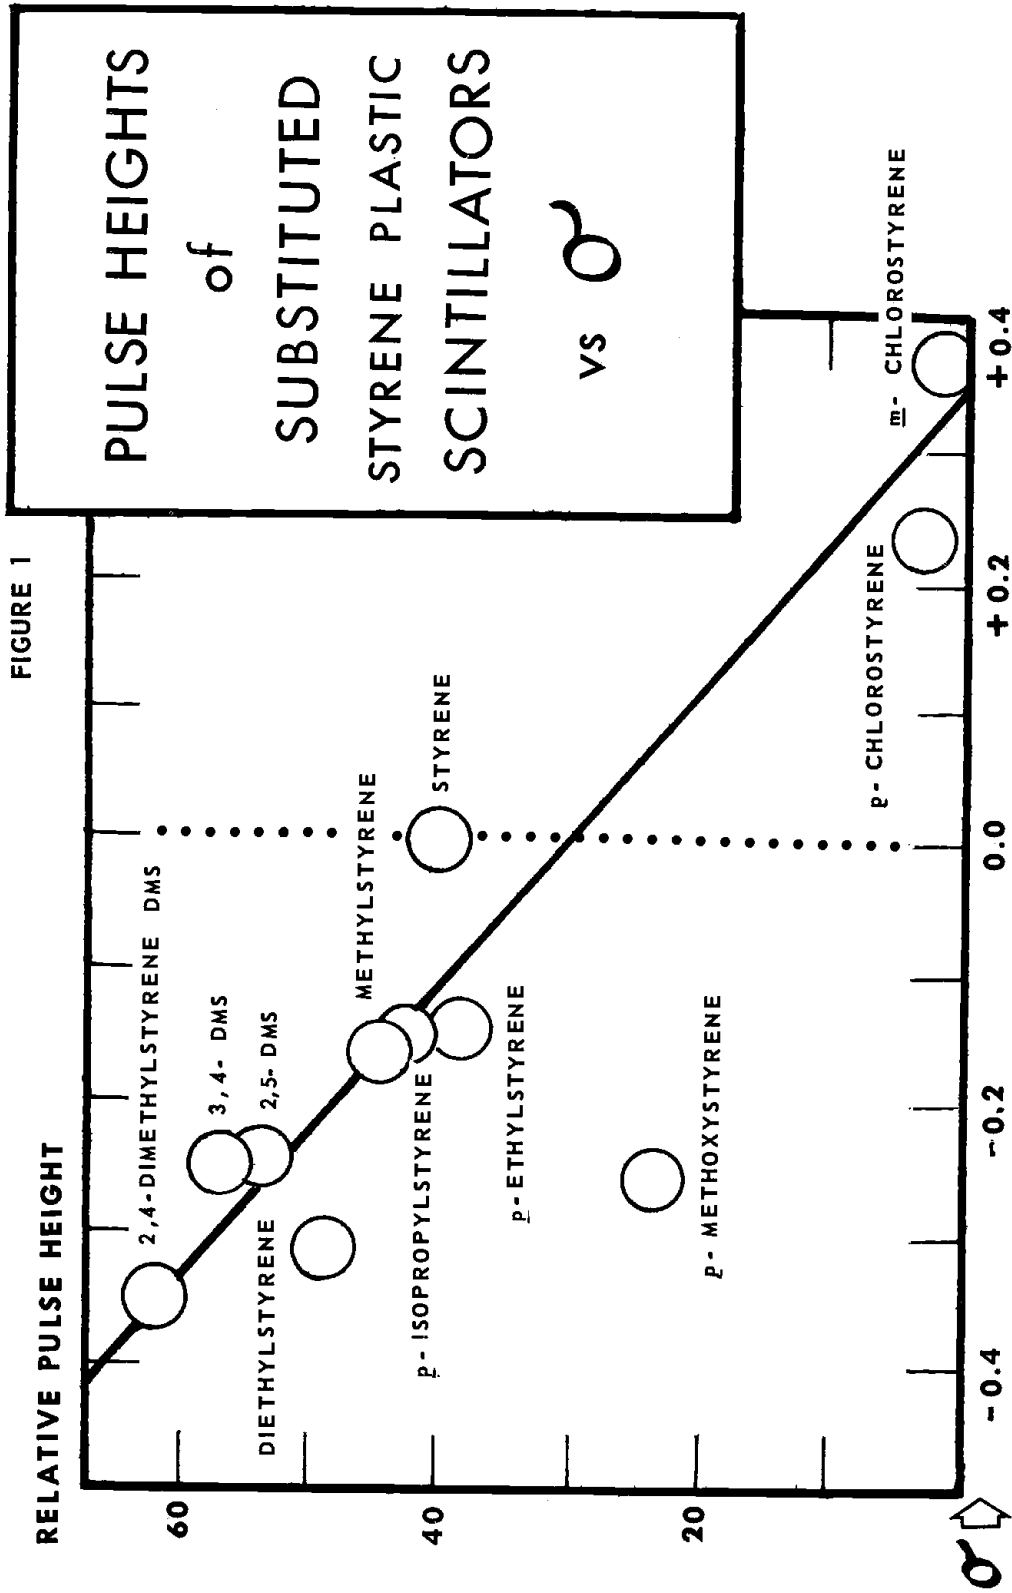 FIGURE 1
PULSE HEIGHTS
of
SUBSTITUTED
STYRENE PLASTIC
SCINTILLATORS
vs σ
RELATIVE PULSE HEIGHT
60
40
20
2,4-DIMETHYLSTYRENE DMS
3,4- DMS
2,5- DMS
DIETHYLSTYRENE
METHYLSTYRENE
p- ISOPROPYLSTYRENE
STYRENE
p- ETHYLSTYRENE
p- METHOXYSTYRENE
p- CHLOROSTYRENE
m- CHLOROSTYRENE
σ
-0.4
-0.2
0.0
+0.2
+0.4